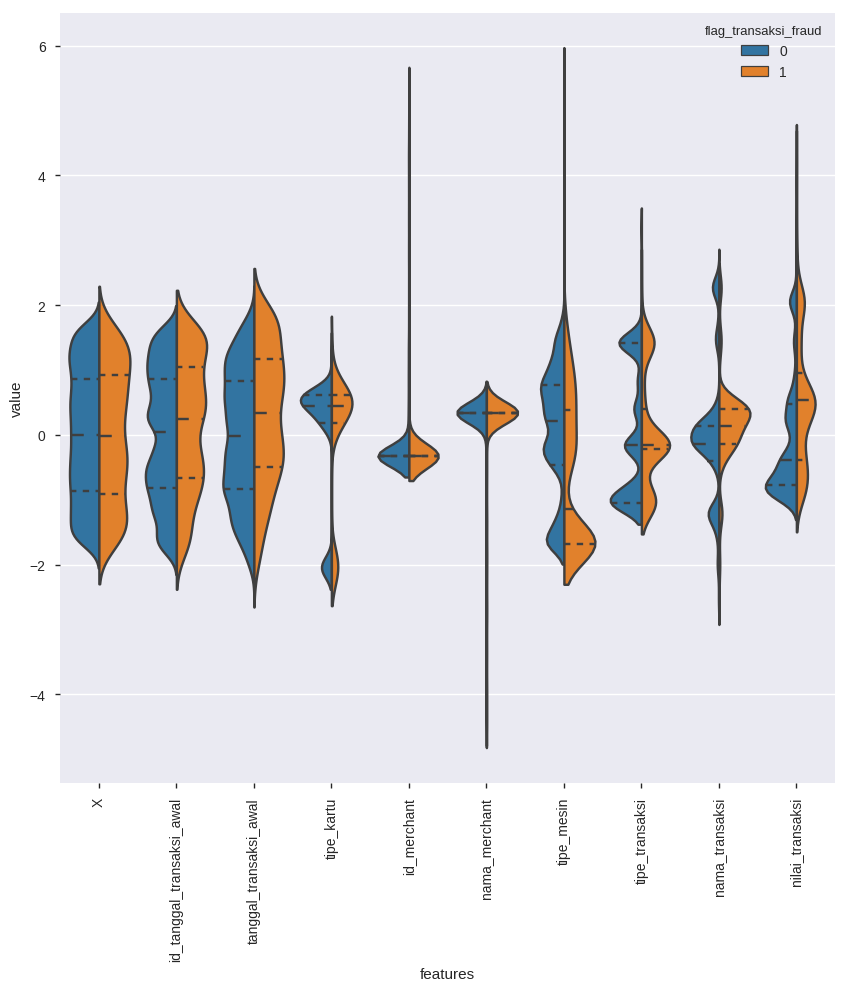 flag_transaksi_fraud
0
1
6
4
2
0
−2
−4
value
X
id_tanggal_transaksi_awal
tanggal_transaksi_awal
tipe_kartu
id_merchant
nama_merchant
tipe_mesin
tipe_transaksi
nama_transaksi
nilai_transaksi
features